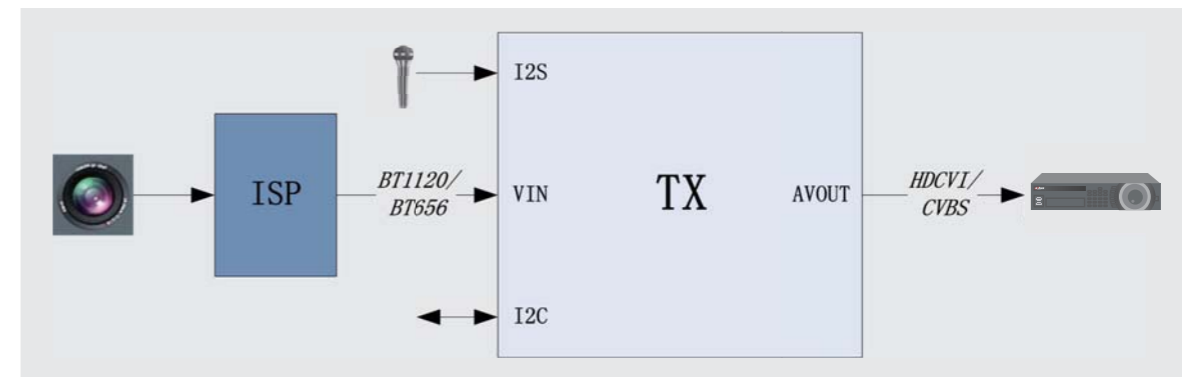 I2S
ISP
BT1120/
BT656
VIN
TX
AVOUT
HDCVI/
CVBS
I2C